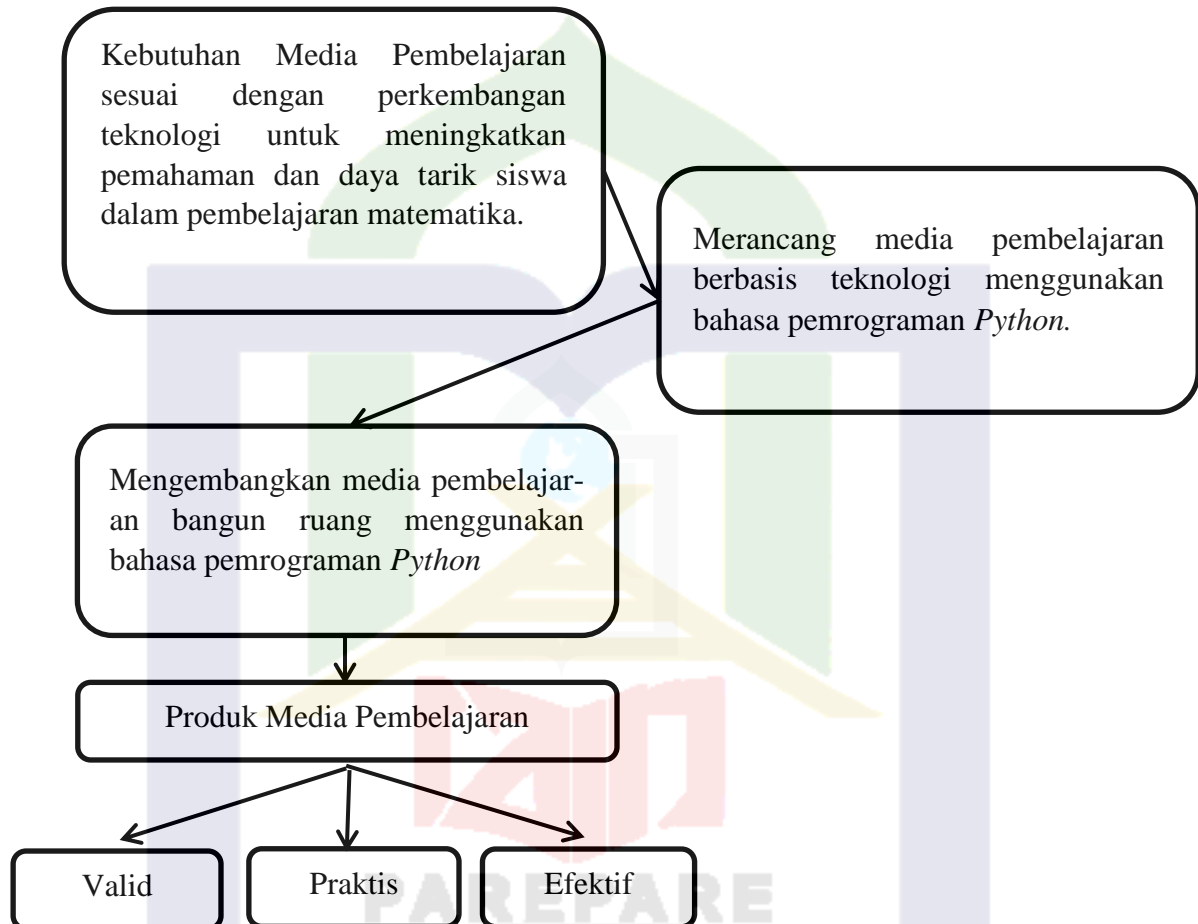 Kebutuhan Media Pembelajaran
sesuai dengan perkembangan
teknologi untuk meningkatkan
pemahaman dan daya tarik siswa
dalam pembelajaran matematika.
Merancang media pembelajaran
berbasis teknologi menggunakan
bahasa pemrograman Python.
Mengembangkan media pembelajar-
an bangun ruang menggunakan
bahasa pemrograman Python
Produk Media Pembelajaran
Valid
Praktis
Efektif
PAREPARE